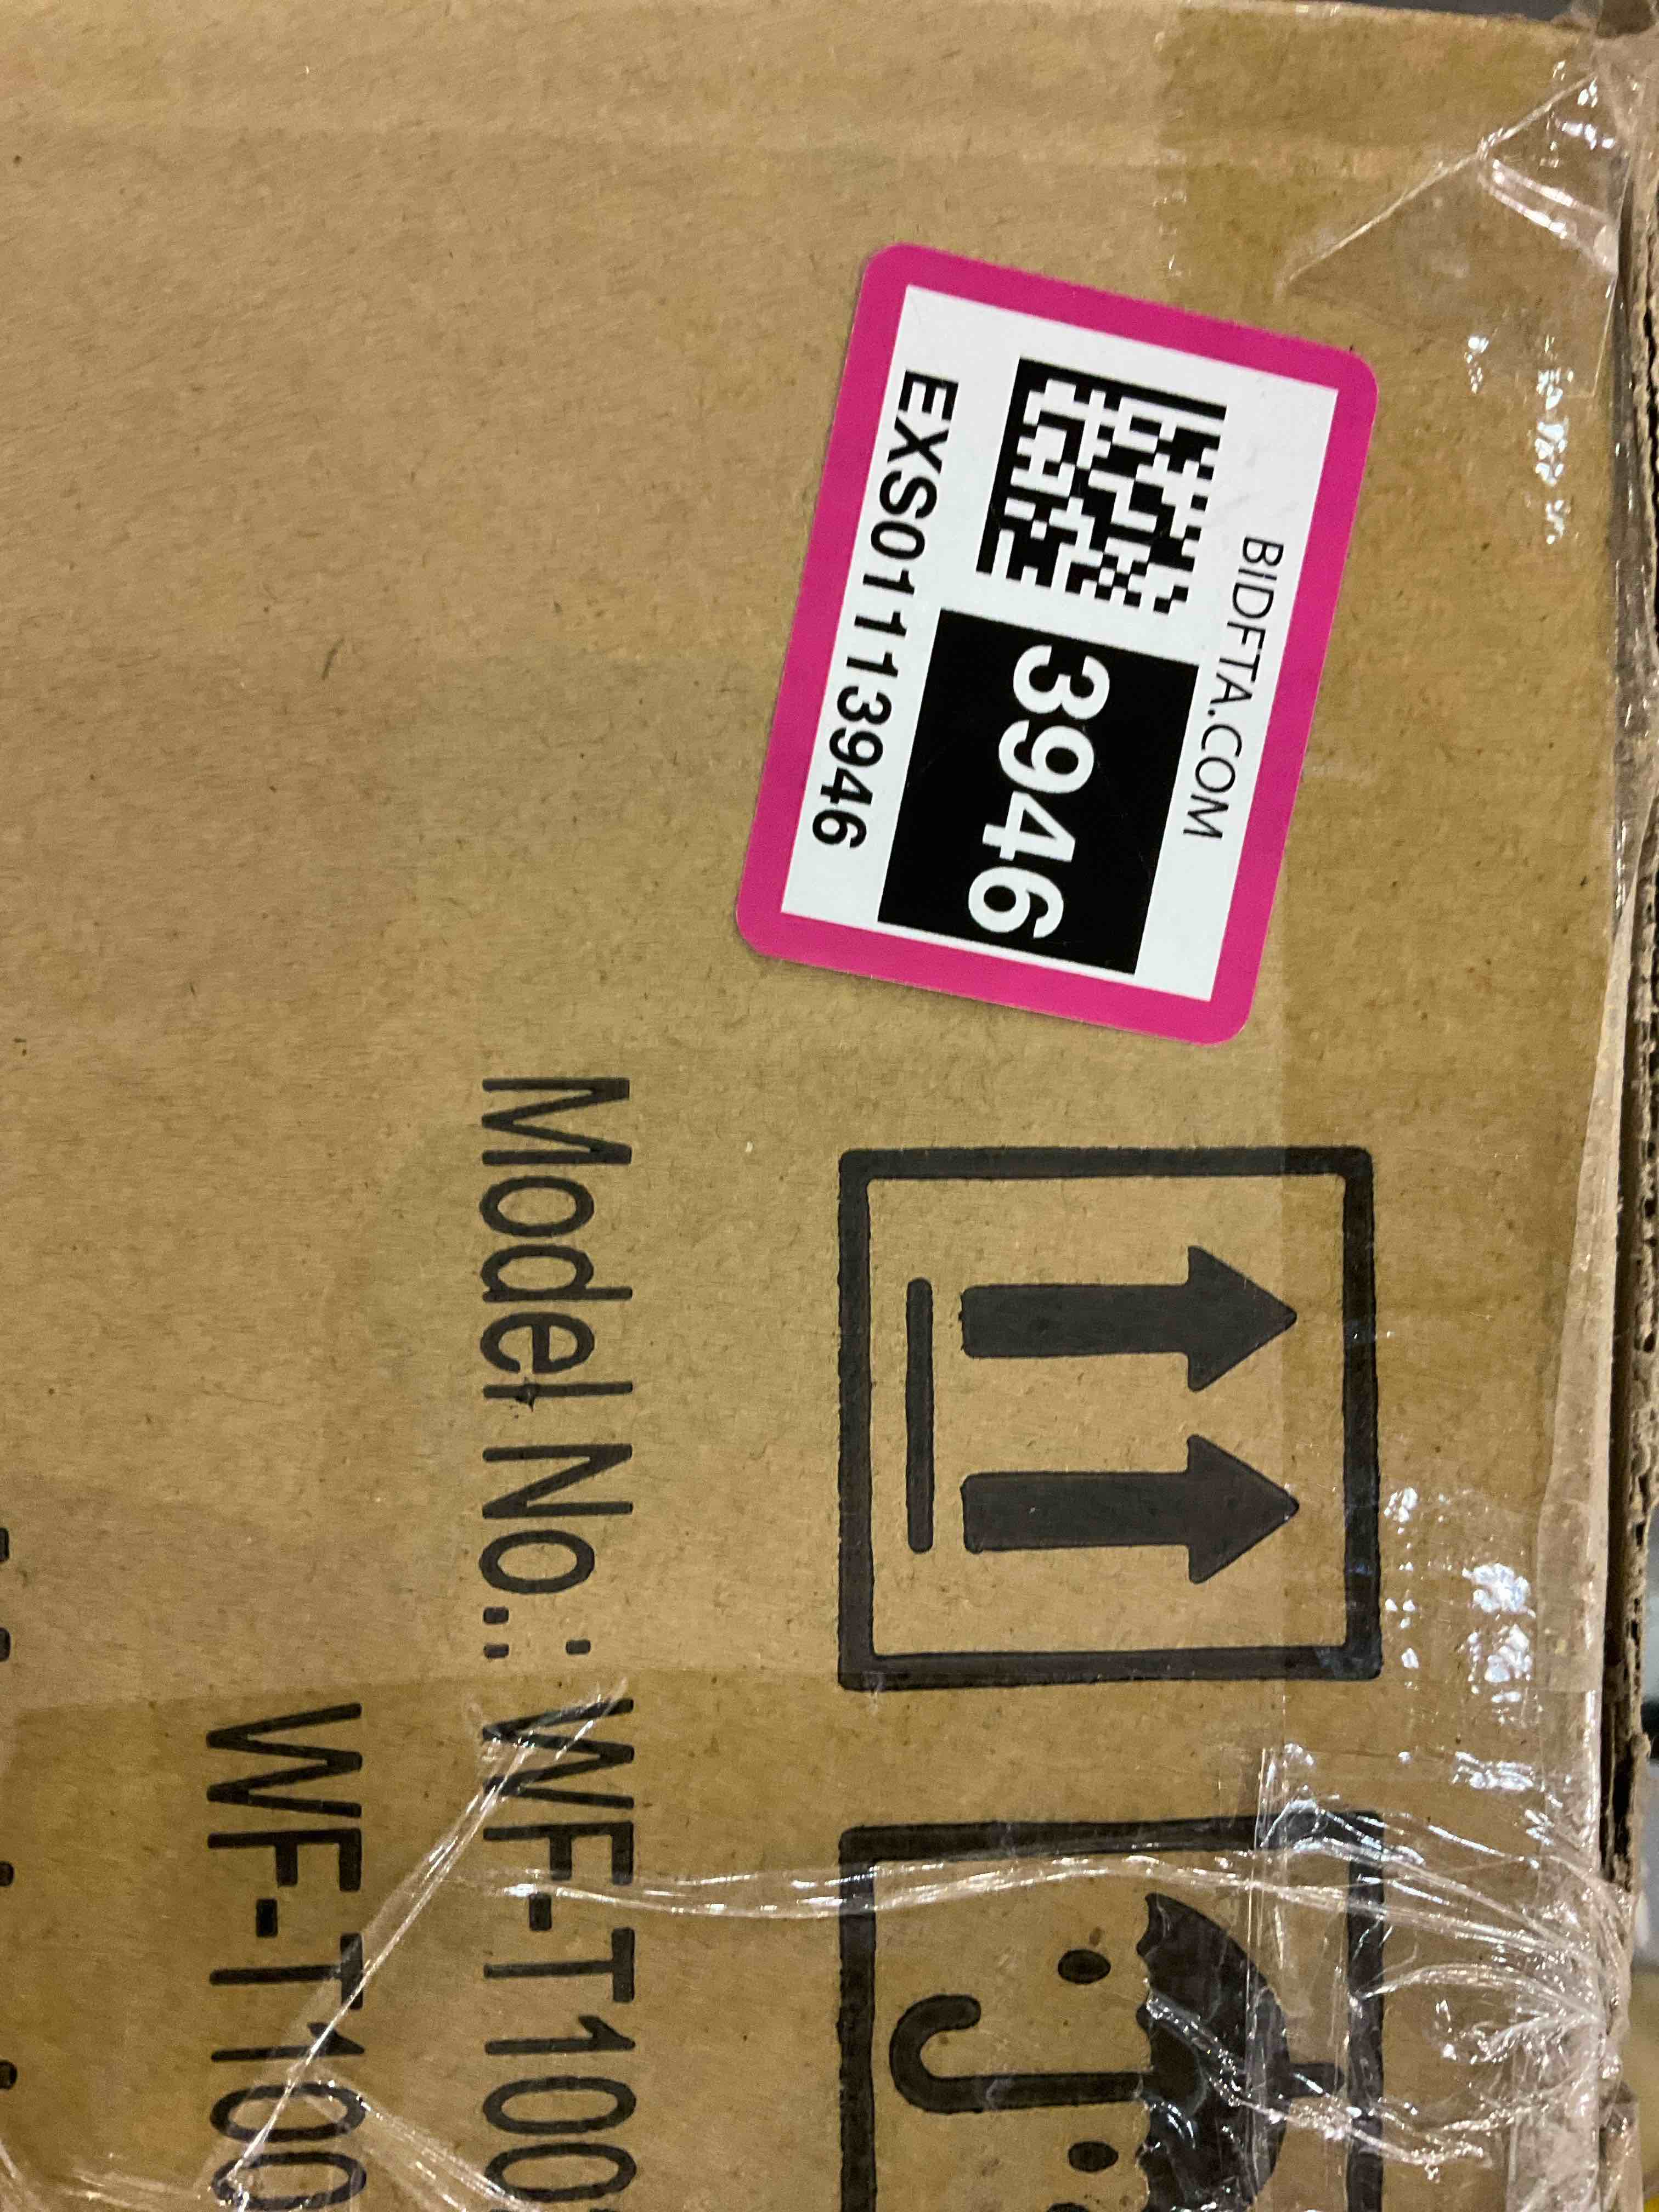 BIDFTA.COM
3946
EXS01113946
Model No.: WF-T100
WF-T100